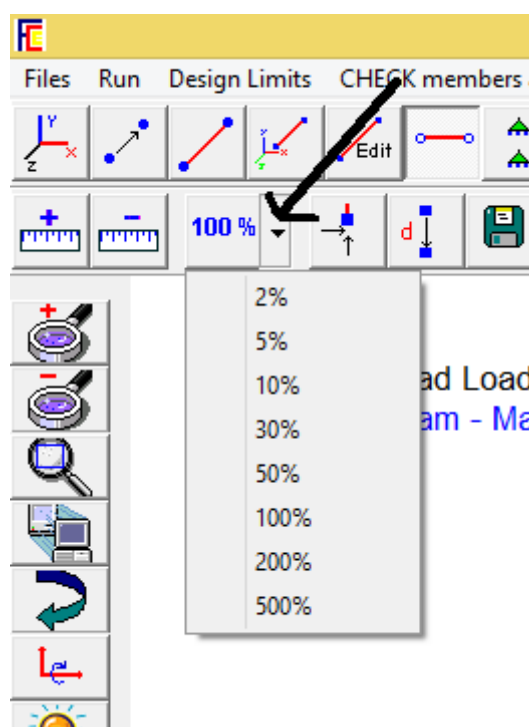 FC
Files Run Design Limits CHECK members
Y
x
z
Edit
100 %
d
2%
5%
10%
30%
50%
100%
200%
500%
ad Load
am - Ma